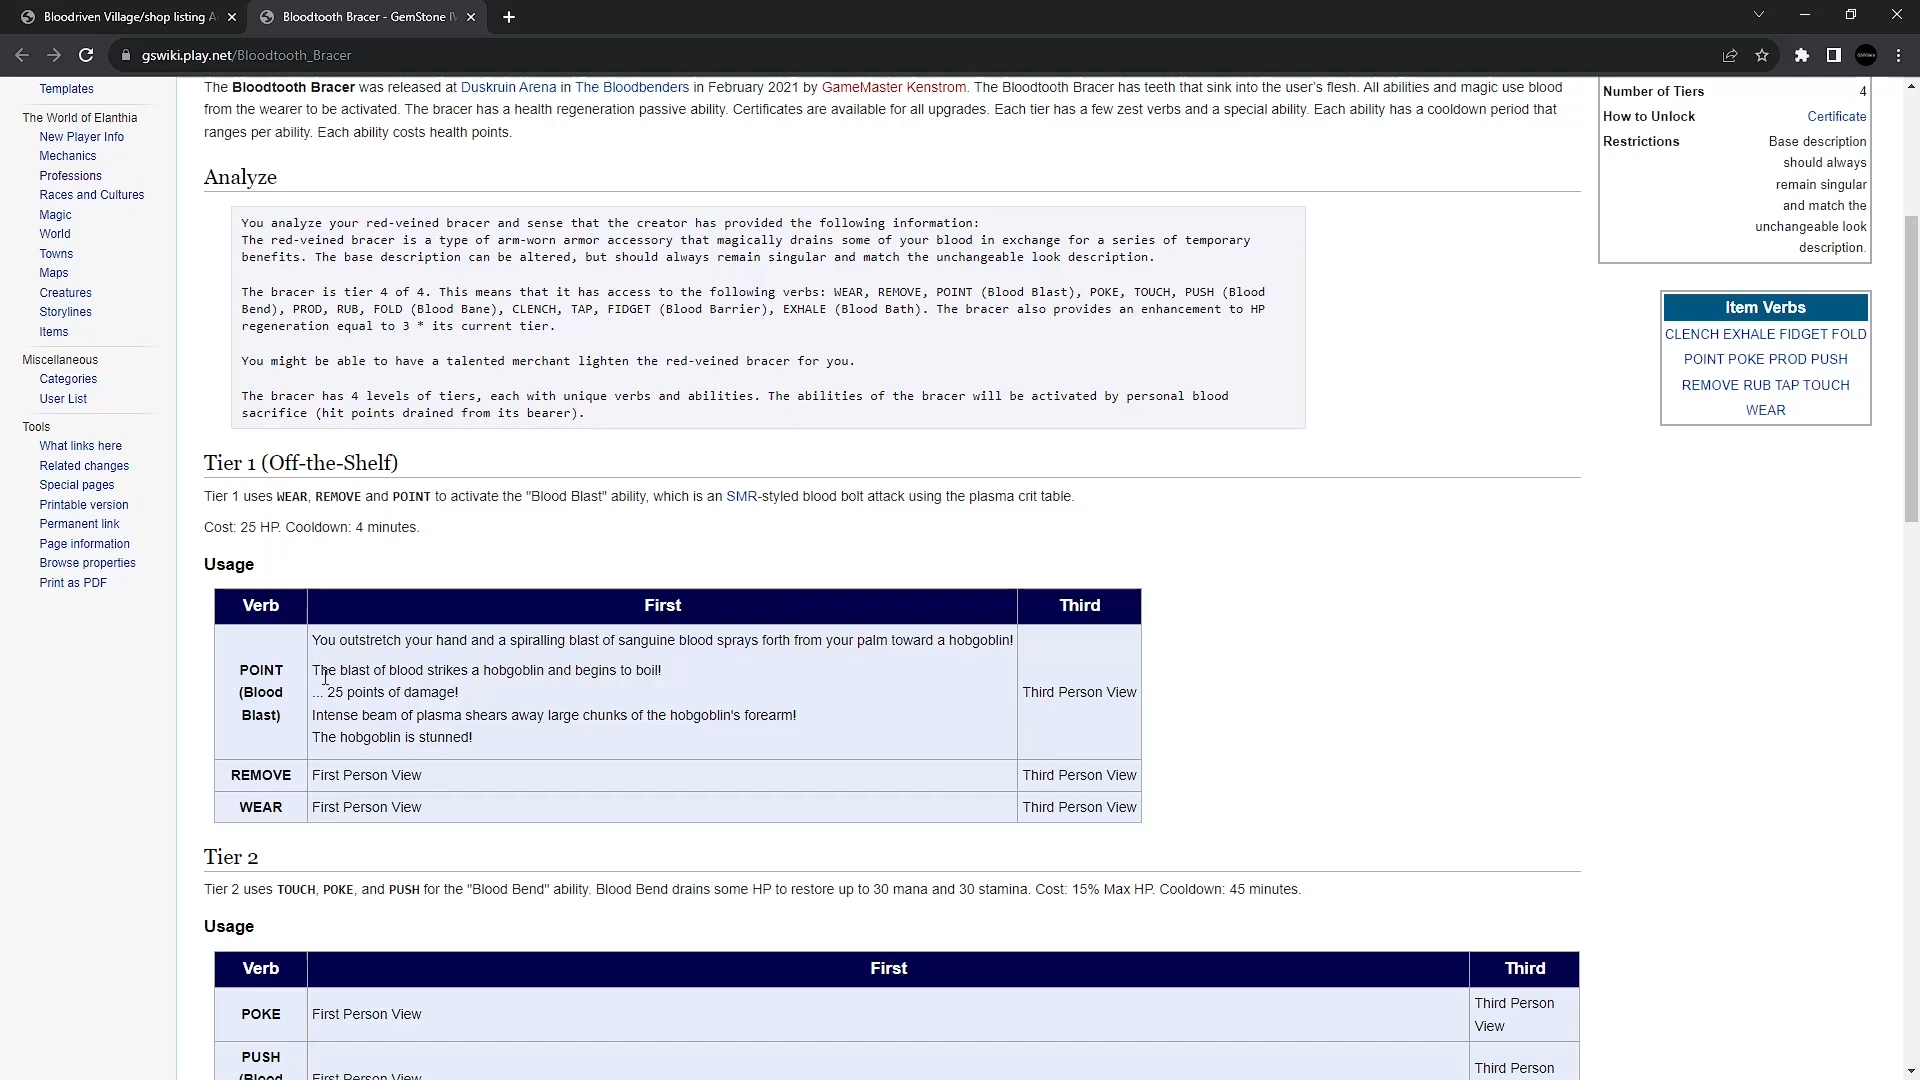 Bloodriven Village/shop listing
Bloodtooth Bracer - GemStone IV
gswiki.play.net/Bloodtooth_Bracer
Templates
The World of Elanthia
New Player Info
Mechanics
Professions
Races and Cultures
Magic
World
Towns
Maps
Creatures
Storylines
Items
Miscellaneous
Categories
User List
Tools
What links here
Related changes
Special pages
Printable version
Permanent link
Page information
Browse properties
Print as PDF
The Bloodtooth Bracer was released at Duskruin Arena in The Bloodbenders in February 2021 by GameMaster Kenstrom. The Bloodtooth Bracer has teeth that sink into the user's flesh. All abilities and magic use blood
from the wearer to be activated. The bracer has a health regeneration passive ability. Certificates are available for all upgrades. Each tier has a few zest verbs and a special ability. Each ability has a cooldown period that
ranges per ability. Each ability costs health points.
Analyze
You analyze your red-veined bracer and sense that the creator has provided the following information:
The red-veined bracer is a type of arm-worn armor accessory that magically drains some of your blood in exchange for a series of temporary
benefits. The base description can be altered, but should always remain singular and match the unchangeable look description.
The bracer is tier 4 of 4. This means that it has access to the following verbs: WEAR, REMOVE, POINT (Blood Blast), POKE, TOUCH, PUSH (Blood
Bend), PROD, RUB, FOLD (Blood Bane), CLENCH, TAP, FIDGET (Blood Barrier), EXHALE (Blood Bath). The bracer also provides an enhancement to HP
regeneration equal to 3 * its current tier.
You might be able to have a talented merchant lighten the red-veined bracer for you.
The bracer has 4 levels of tiers, each with unique verbs and abilities. The abilities of the bracer will be activated by personal blood
sacrifice (hit points drained from its bearer).
Tier 1 (Off-the-Shelf)
Tier 1 uses WEAR, REMOVE and POINT to activate the "Blood Blast" ability, which is an SMR-styled blood bolt attack using the plasma crit table.
Cost: 25 HP. Cooldown: 4 minutes.
Usage
Verb First Third
POINT
(Blood
Blast)
You outstretch your hand and a spiralling blast of sanguine blood sprays forth from your palm toward a hobgoblin!
The blast of blood strikes a hobgoblin and begins to boil!
... 25 points of damage!
Intense beam of plasma shears away large chunks of the hobgoblin's forearm!
The hobgoblin is stunned!
Third Person View
REMOVE First Person View Third Person View
WEAR First Person View Third Person View
Tier 2
Tier 2 uses TOUCH, POKE, and PUSH for the "Blood Bend" ability. Blood Bend drains some HP to restore up to 30 mana and 30 stamina. Cost: 15% Max HP. Cooldown: 45 minutes.
Usage
Verb First Third
POKE First Person View
Third Person
View
PUSH
(Blood
First Person View
Third Person
Number of Tiers 4
How to Unlock Certificate
Restrictions Base description
should always
remain singular
and match the
unchangeable look
description.
Item Verbs
CLENCH EXHALE FIDGET FOLD
POINT POKE PROD PUSH
REMOVE RUB TAP TOUCH
WEAR